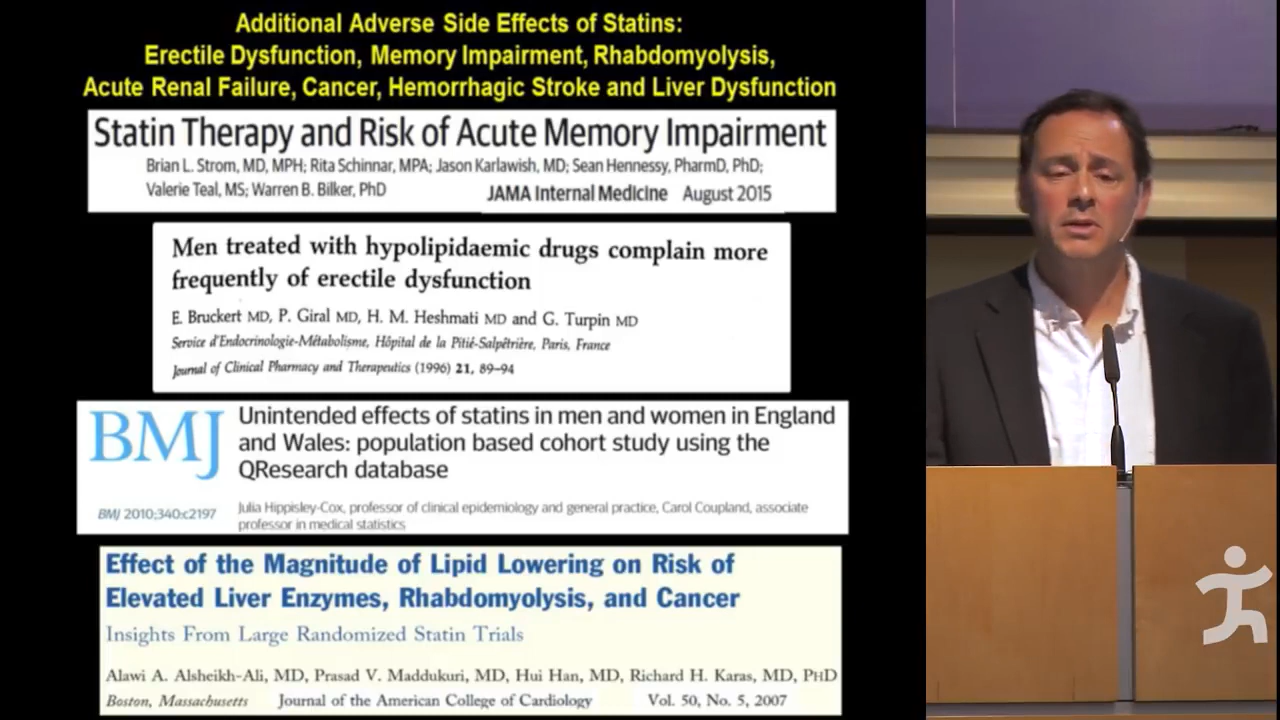 Additional Adverse Side Effects of Statins:
Erectile Dysfunction, Memory Impairment, Rhabdomyolysis,
Acute Renal Failure, Cancer, Hemorrhagic Stroke and Liver Dysfunction
Statin Therapy and Risk of Acute Memory Impairment
Brian L. Strom, MD, MPH; Rita Schinnar, MPA; Jason Karlawish, MD; Sean Hennessy, PharmD, PhD;
Valerie Teal, MS; Warren B. Bilker, PhD JAMA Internal Medicine August 2015
Men treated with hypolipidaemic drugs complain more
frequently of erectile dysfunction
E. Bruckert MD, P. Giral MD, H. M. Heshmati MD and G. Turpin MD
Service d'Endocrinologie-Métabolisme, Hôpital de la Pitié-Salpêtrière, Paris, France
Journal of Clinical Pharmacy and Therapeutics (1996) 21, 89–94
BMJ
Unintended effects of statins in men and women in England
and Wales: population based cohort study using the
QResearch database
BMJ 2010;340:c2197
Julia Hippisley-Cox, professor of clinical epidemiology and general practice, Carol Coupland, associate
professor in medical statistics
Effect of the Magnitude of Lipid Lowering on Risk of
Elevated Liver Enzymes, Rhabdomyolysis, and Cancer
Insights From Large Randomized Statin Trials
Alawi A. Alsheikh-Ali, MD, Prasad V. Maddukuri, MD, Hui Han, MD, Richard H. Karas, MD, PHD
Boston, Massachusetts Journal of the American College of Cardiology Vol. 50, No. 5, 2007